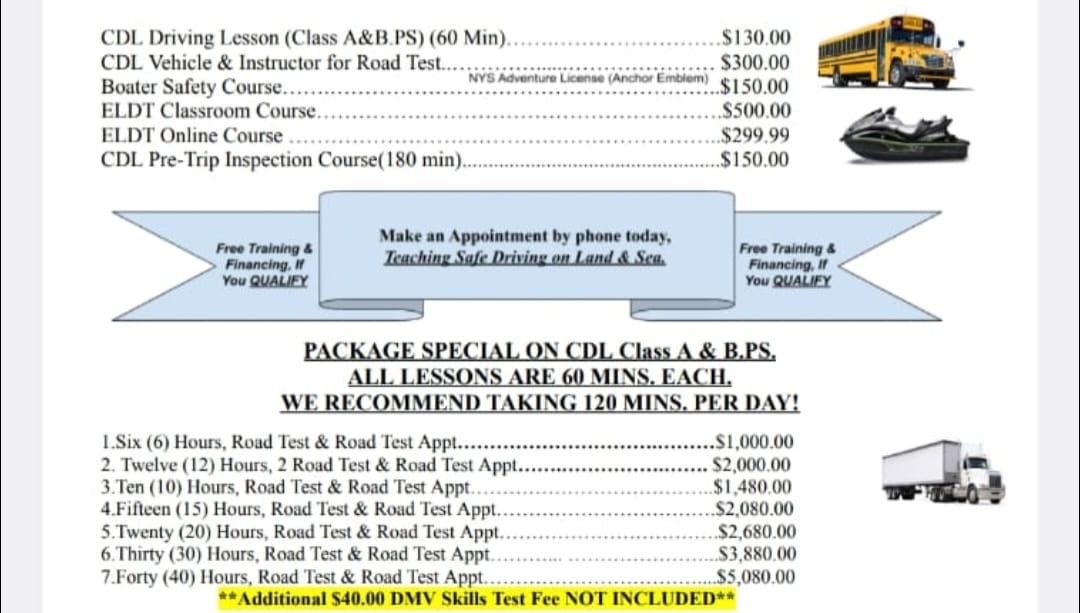 CDL Driving Lesson (Class A&B.PS) (60 Min)..............................$130.00
CDL Vehicle & Instructor for Road Test.............................. $300.00
NYS Adventure License (Anchor Emblem)
Boater Safety Course..............................$150.00
ELDT Classroom Course..............................$500.00
ELDT Online Course ..............................$299.99
CDL Pre-Trip Inspection Course(180 min)..............................$150.00
Free Training &
Financing, If
You QUALIFY
Make an Appointment by phone today,
Teaching Safe Driving on Land & Sea.
Free Training &
Financing, If
You QUALIFY
PACKAGE SPECIAL ON CDL Class A & B.PS.
ALL LESSONS ARE 60 MINS. EACH.
WE RECOMMEND TAKING 120 MINS. PER DAY!
1.Six (6) Hours, Road Test & Road Test Appt..............................$1,000.00
2. Twelve (12) Hours, 2 Road Test & Road Test Appt.............................. $2,000.00
3.Ten (10) Hours, Road Test & Road Test Appt..............................$1,480.00
4.Fifteen (15) Hours, Road Test & Road Test Appt..............................$2,080.00
5.Twenty (20) Hours, Road Test & Road Test Appt..............................$2,680.00
6.Thirty (30) Hours, Road Test & Road Test Appt.............. ................$3,880.00
7.Forty (40) Hours, Road Test & Road Test Appt..............................$5,080.00
**Additional $40.00 DMV Skills Test Fee NOT INCLUDED**